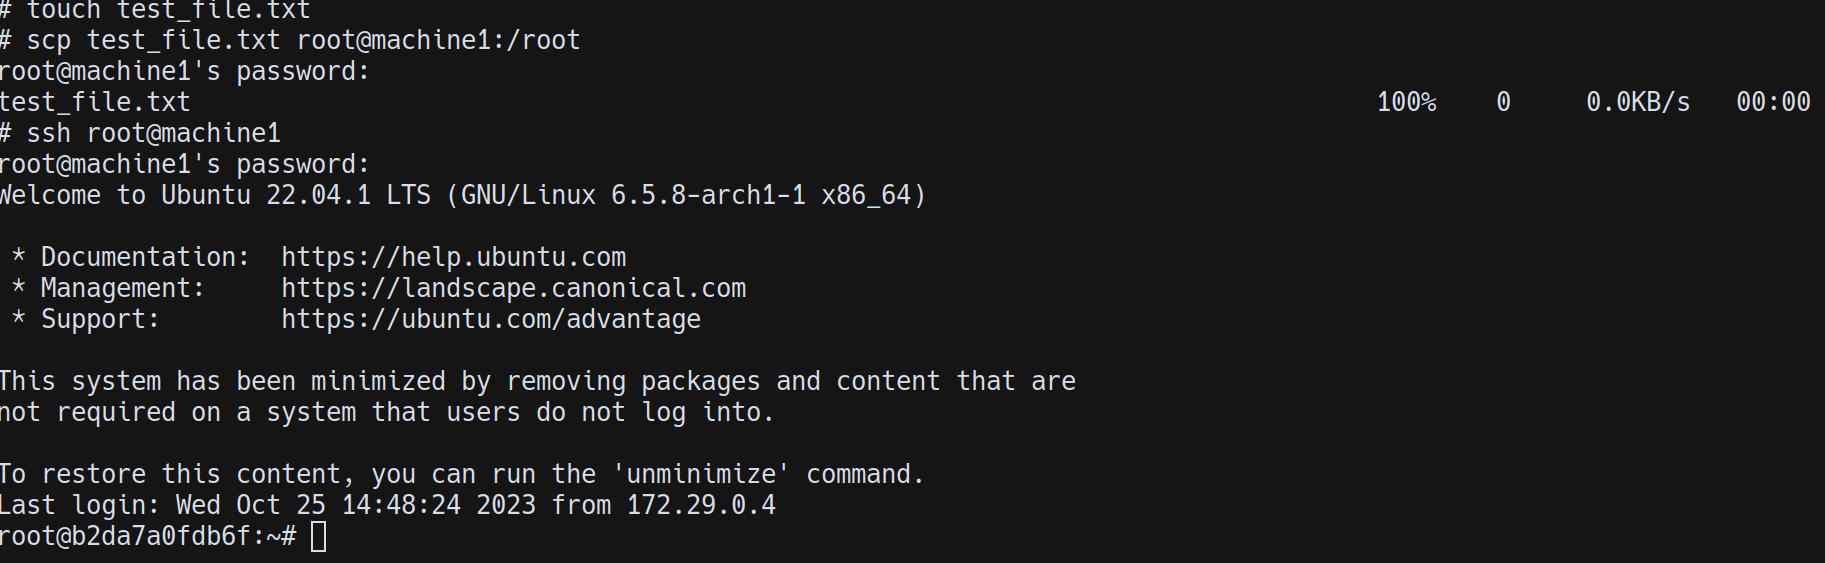 # touch test_file.txt
# scp test_file.txt root@machine1:/root
root@machine1's password:
test_file.txt 100% 0 0.0KB/s 00:00
# ssh root@machine1
root@machine1's password:
Welcome to Ubuntu 22.04.1 LTS (GNU/Linux 6.5.8-arch1-1 x86_64)
* Documentation: https://help.ubuntu.com
* Management: https://landscape.canonical.com
* Support: https://ubuntu.com/advantage
This system has been minimized by removing packages and content that are
not required on a system that users do not log into.
To restore this content, you can run the 'unminimize' command.
Last login: Wed Oct 25 14:48:24 2023 from 172.29.0.4
root@b2da7a0fdb6f:~#